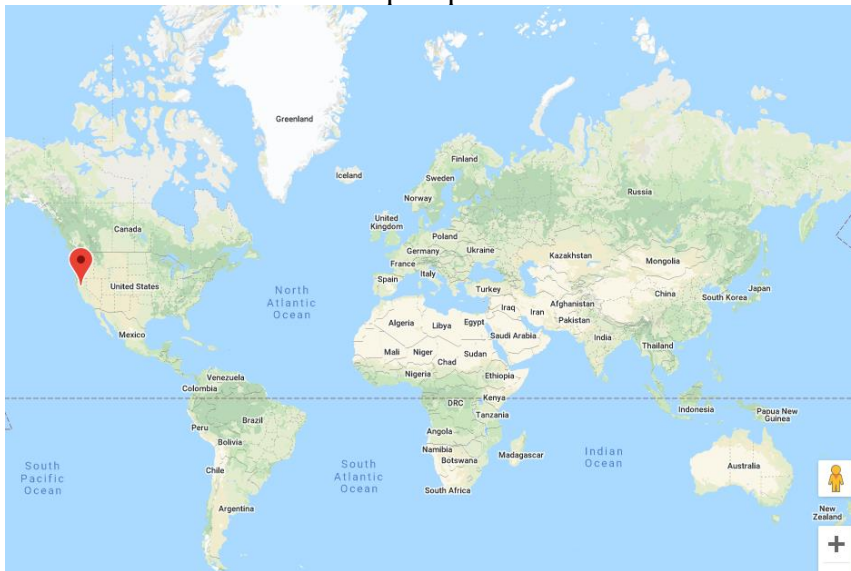 Greenland
Iceland
Finland
Sweden
Norway
Russia
Canada
United
Kingdom
Poland
Germany
Ukraine
France
Kazakhstan
Mongolia
Spain
Italy
Turkey
United States
North
Atlantic
Ocean
China
South Korea
Japan
Iraq
Iran
Afghanistan
Pakistan
Algeria
Libya
Egypt
Saudi Arabia
India
Mexico
Mali
Niger
Chad
Sudan
Thailand
Nigeria
Ethiopia
Venezuela
Colombia
DRC
Kenya
Tanzania
Indonesia
Papua New
Guinea
Peru
Brazil
Bolivia
Angola
Namibia
Botswana
Madagascar
Indian
Ocean
South
Pacific
Ocean
Chile
South
Atlantic
Ocean
Australia
South Africa
Argentina
New
Zealand
+